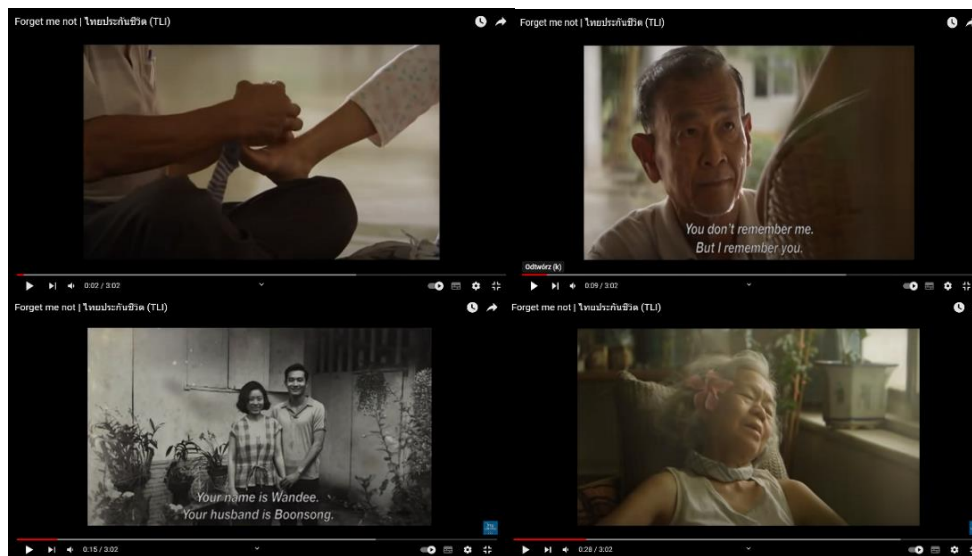 Forget me not | ไทยประกันชีวิต (TLI)
0:02 / 3:02
Forget me not | ไทยประกันชีวิต (TLI)
You don't remember me.
But I remember you.
Odtwórz (k)
0:09 / 3:02
Forget me not | ไทยประกันชีวิต (TLI)
Your name is Wandee.
Your husband is Boonsong.
0:15 / 3:02
Forget me not | ไทยประกันชีวิต (TLI)
0:28 / 3:02